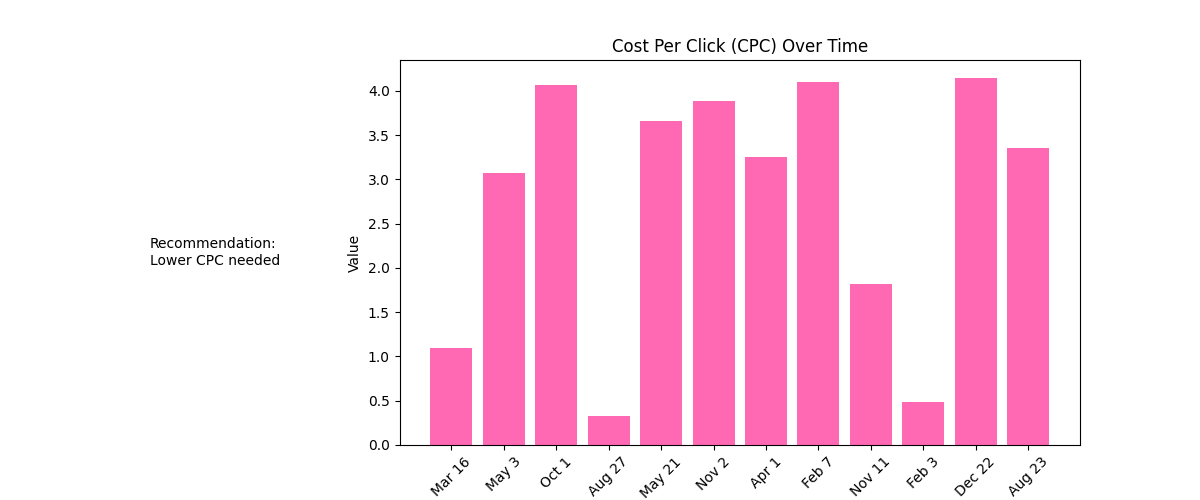 Cost Per Click (CPC) Over Time
Recommendation:
Lower CPC needed
Value
4.0
3.5
3.0
2.5
2.0
1.5
1.0
0.5
0.0
Mar 16
May 3
Oct 1
Aug 27
May 21
Nov 2
Apr 1
Feb 7
Nov 11
Feb 3
Dec 22
Aug 23